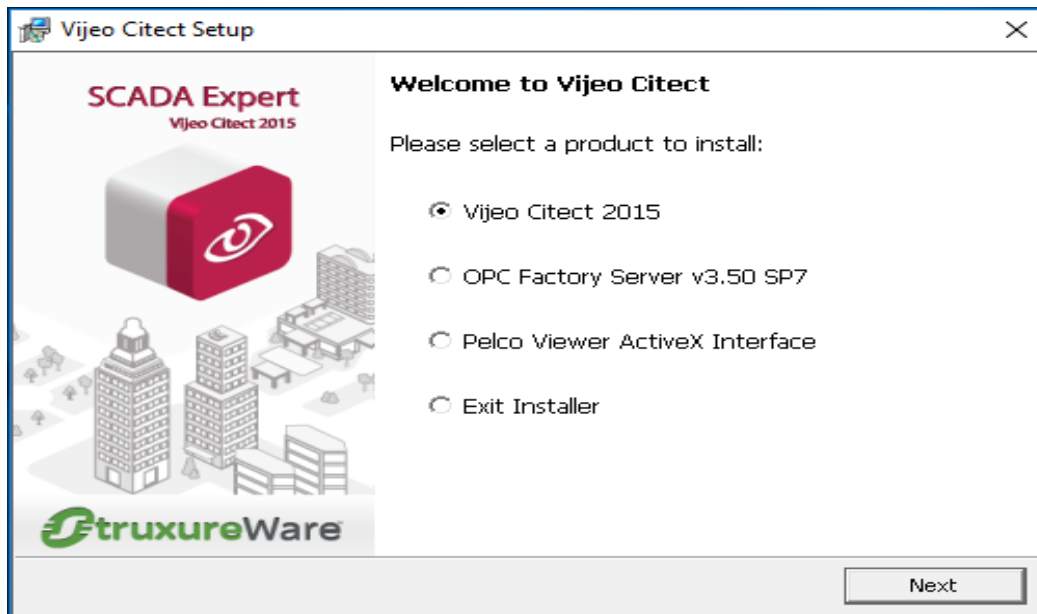 Vijeo Citect Setup
SCADA Expert
Vijeo Citect 2015
Welcome to Vijeo Citect
Please select a product to install:
Vijeo Citect 2015
OPC Factory Server v3.50 SP7
Pelco Viewer ActiveX Interface
Exit Installer
StruxureWare
Next